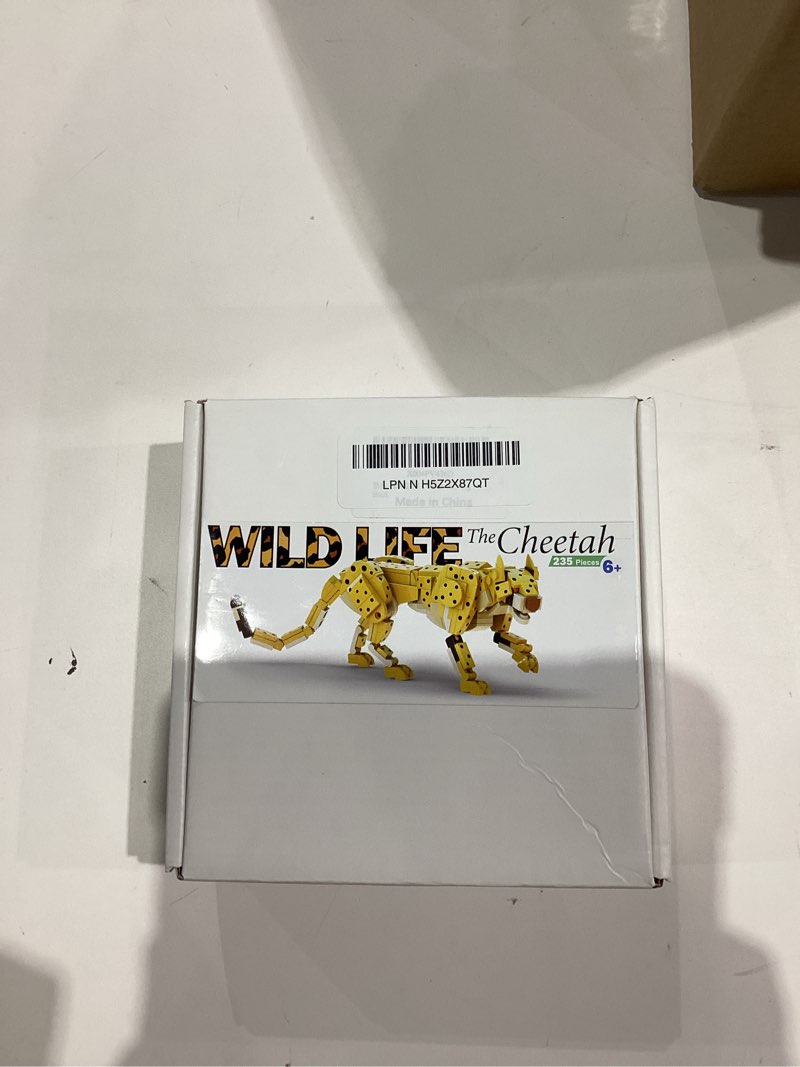 LPN N H5Z2X87QT
Made in China
WILD LIFE The Cheetah
235 Pieces 6+